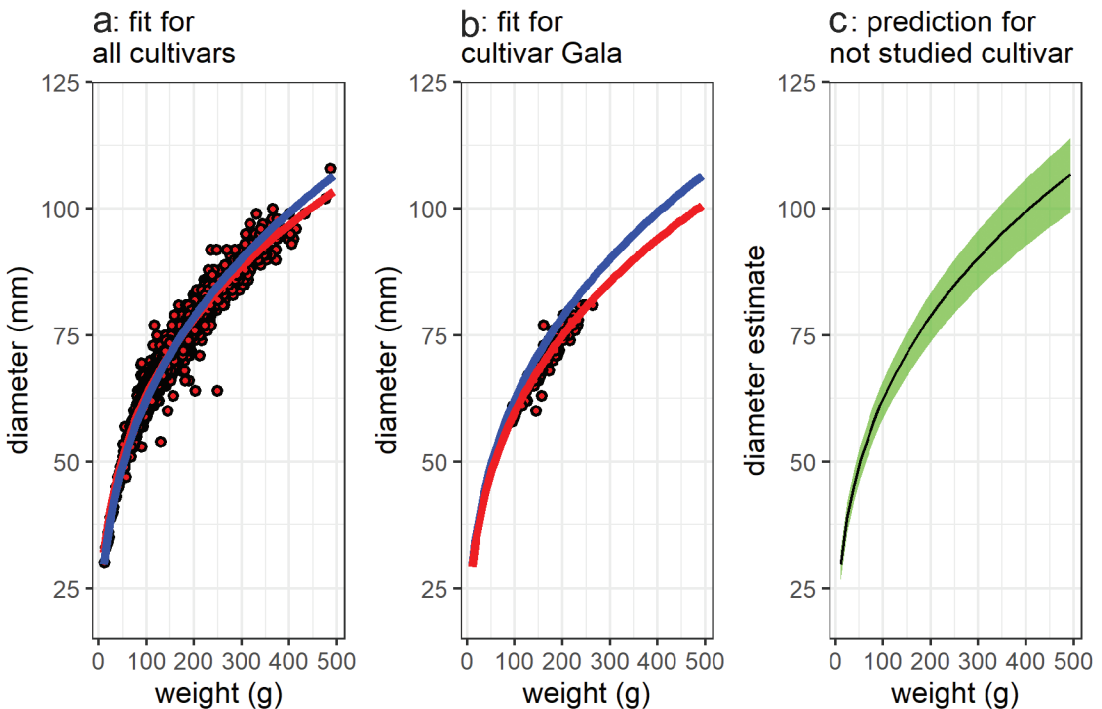 a: fit for
all cultivars
125
100
75
50
25
diameter (mm)
0 100 200 300 400 500
weight (g)
b: fit for
cultivar Gala
125
100
75
50
25
diameter (mm)
0 100 200 300 400 500
weight (g)
c: prediction for
not studied cultivar
125
100
75
50
25
diameter estimate
0 100 200 300 400 500
weight (g)